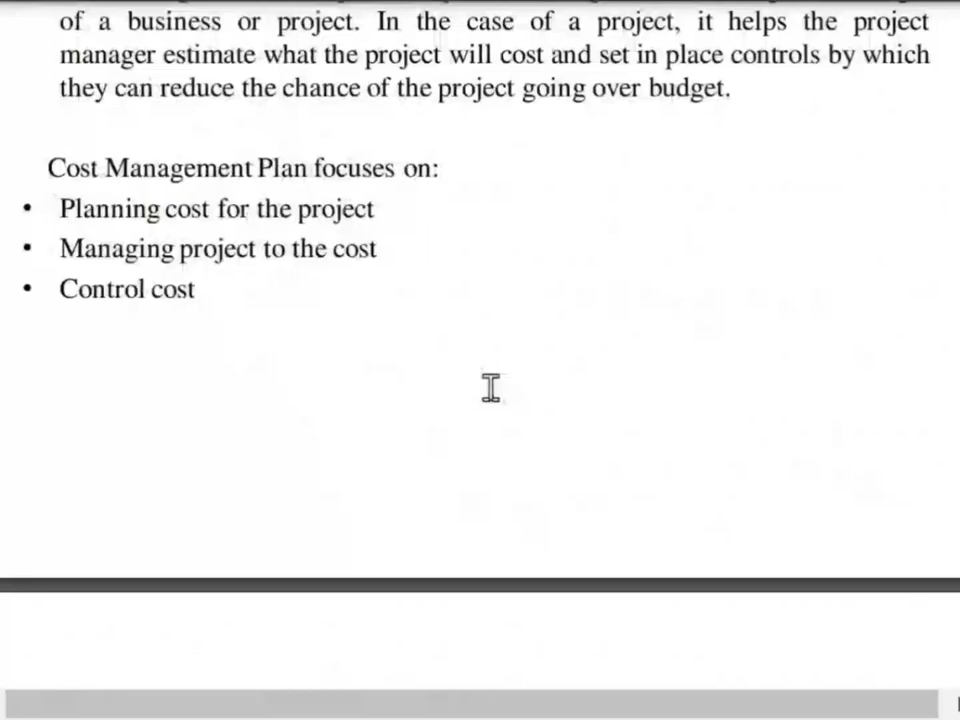 of a business or project. In the case of a project, it helps the project
manager estimate what the project will cost and set in place controls by which
they can reduce the chance of the project going over budget.
Cost Management Plan focuses on:
• Planning cost for the project
• Managing project to the cost
• Control cost